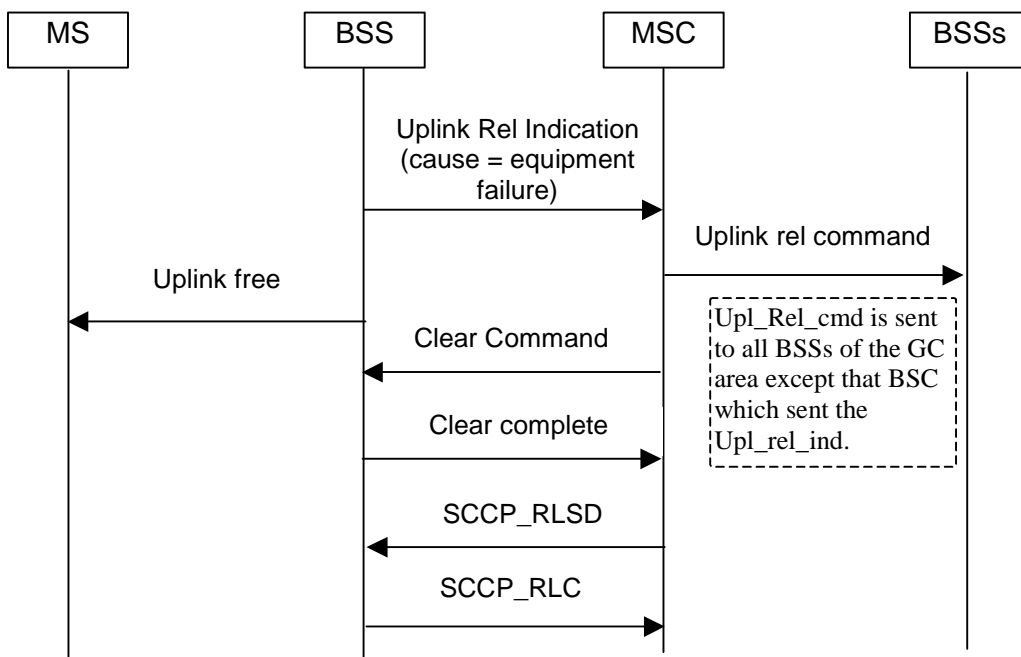 MS
BSS
MSC
BSSs
Uplink Rel Indication
(cause = equipment
failure)
Uplink rel command
Uplink free
Upl_Rel_cmd is sent
to all BSSs of the GC
area except that BSC
which sent the
Upl_rel_ind.
Clear Command
Clear complete
SCCP_RLSD
SCCP_RLC